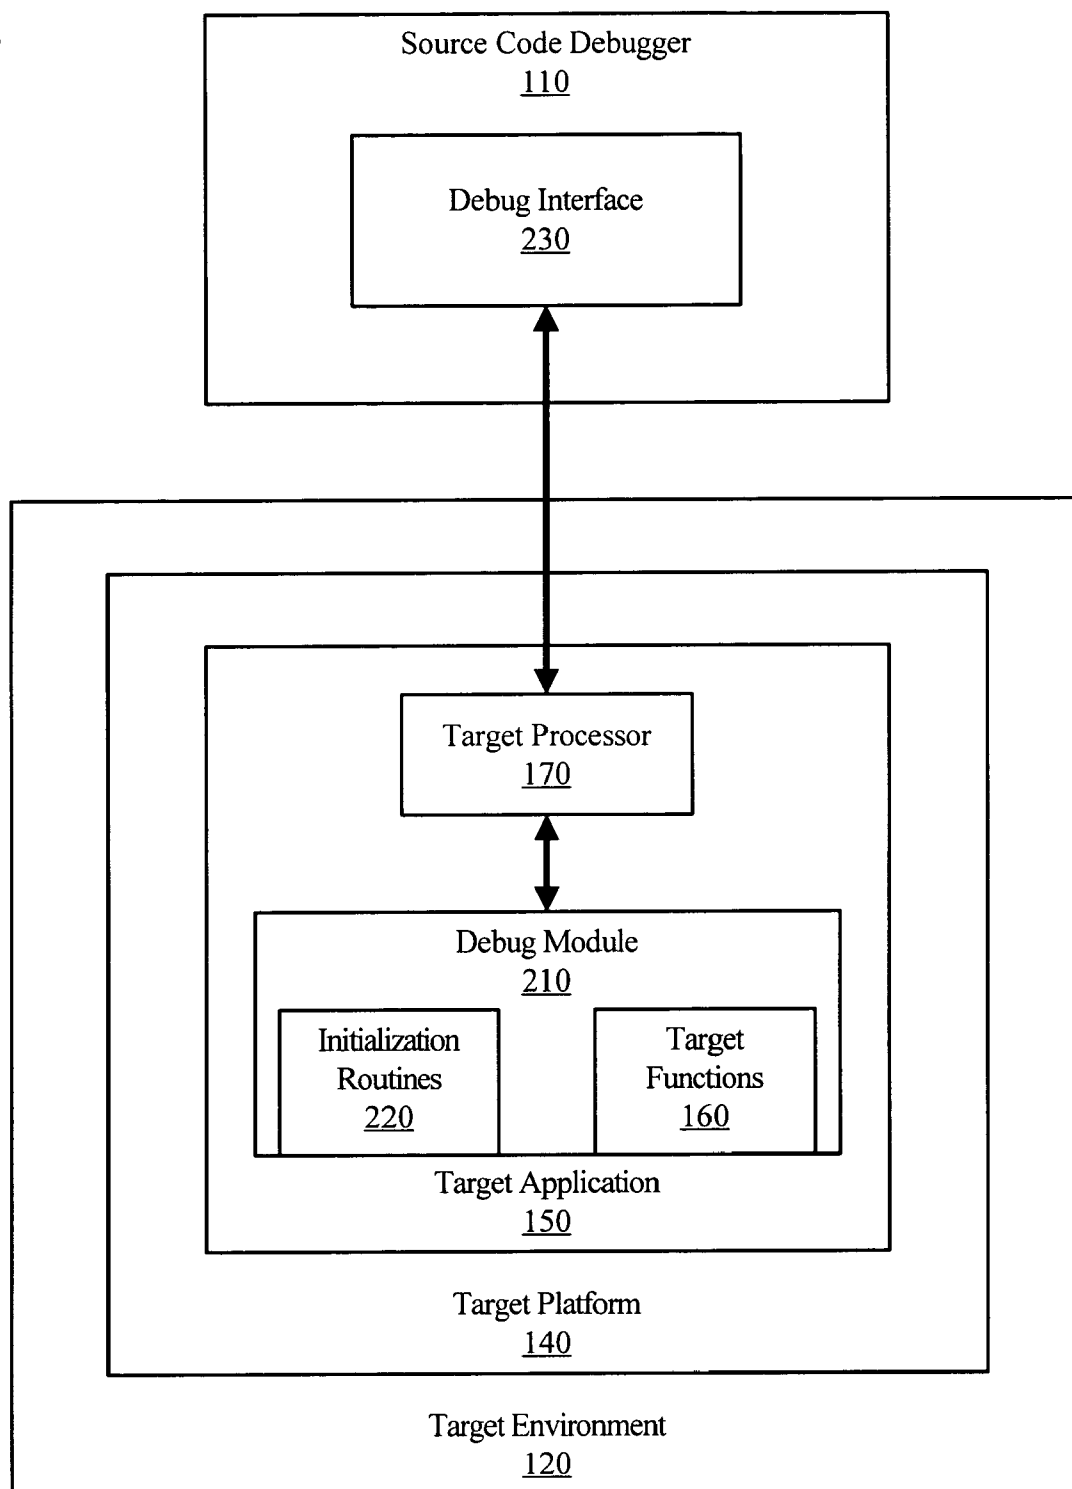 Source Code Debugger
110
Debug Interface
230
Target Processor
170
Debug Module
210
Initialization
Routines
220
Target
Functions
160
Target Application
150
Target Platform
140
Target Environment
120